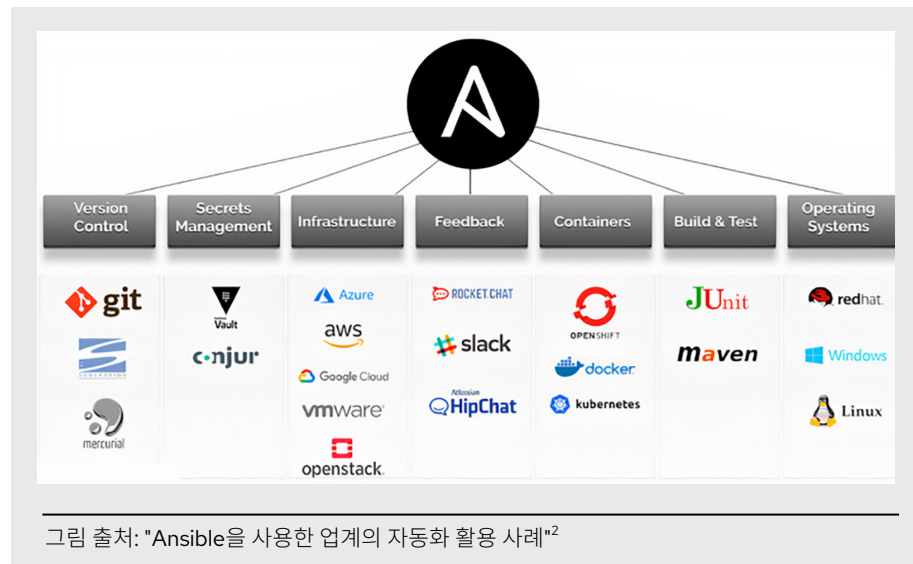 Version Control
Secrets Management
Infrastructure
Feedback
Containers
Build & Test
Operating Systems
git
SUBVERSION
mercurial
Vault
conjur
Azure
aws
Google Cloud
vmware
openstack.
ROCKET.CHAT
slack
Atlassian
HipChat
OPENSHIFT
docker
kubernetes
JUnit
maven
redhat.
Windows
Linux
그림 출처: "Ansible을 사용한 업계의 자동화 활용 사례"2